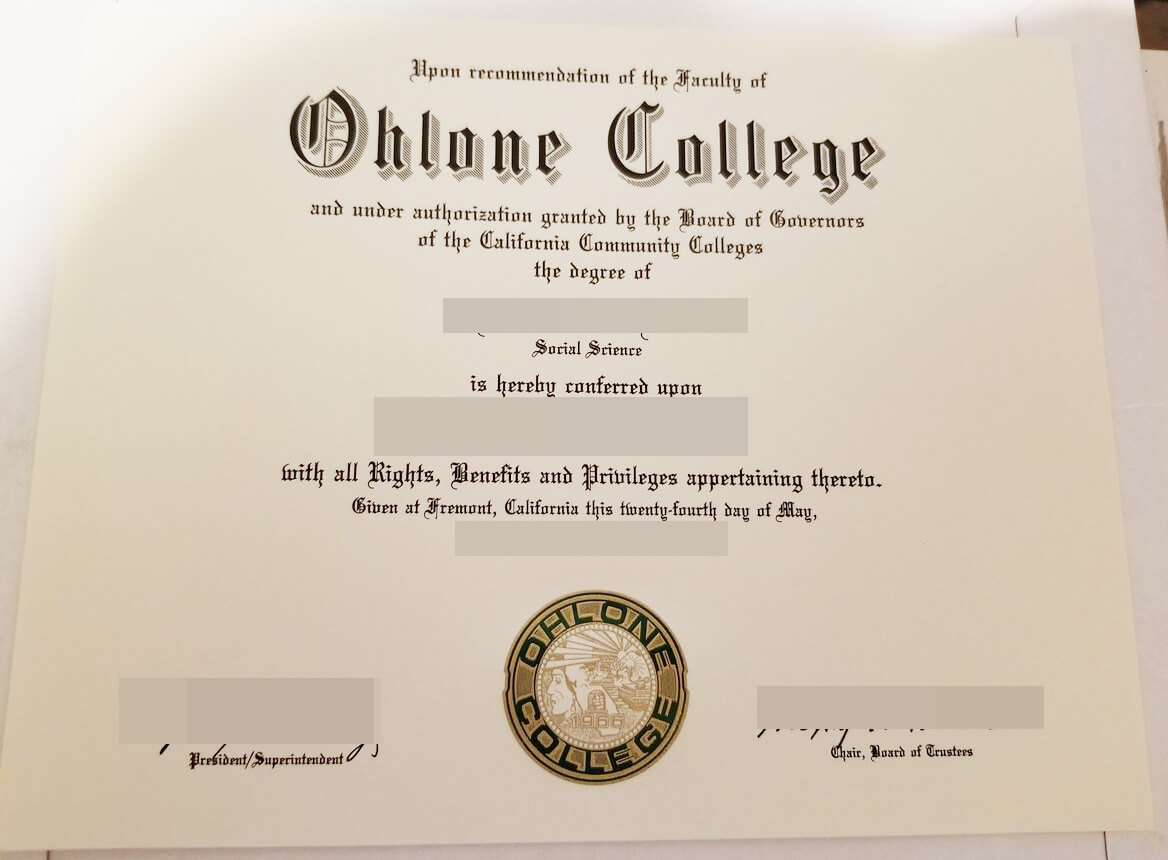 Upon recommendation of the Faculty of
Ohlone College
and under authorization granted by the Board of Governors
of the California Community Colleges
the degree of
Social Science
is hereby conferred upon
with all Rights, Benefits and Privileges appertaining thereto.
Given at Fremont, California this twenty-fourth day of May,
OHLONE
1966
COLLEGE
President/Superintendent
Chair, Board of Trustees